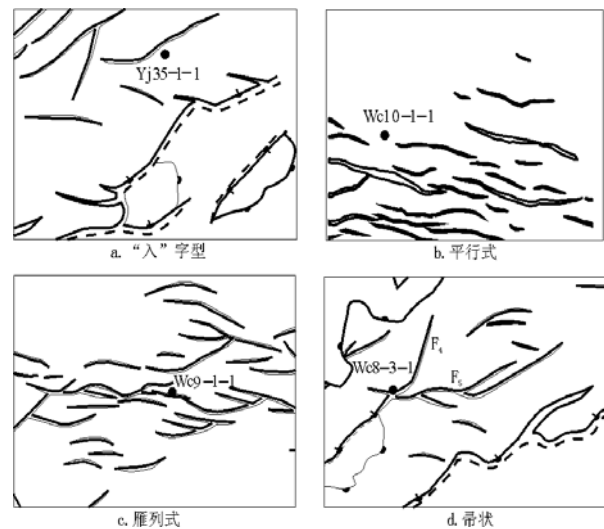 Yj35-1-1
a. “入”字型
Wc10-1-1
b. 平行式
Wc9-1-1
c. 雁列式
F₄
Wc8-3-1
F₅
d. 帚状